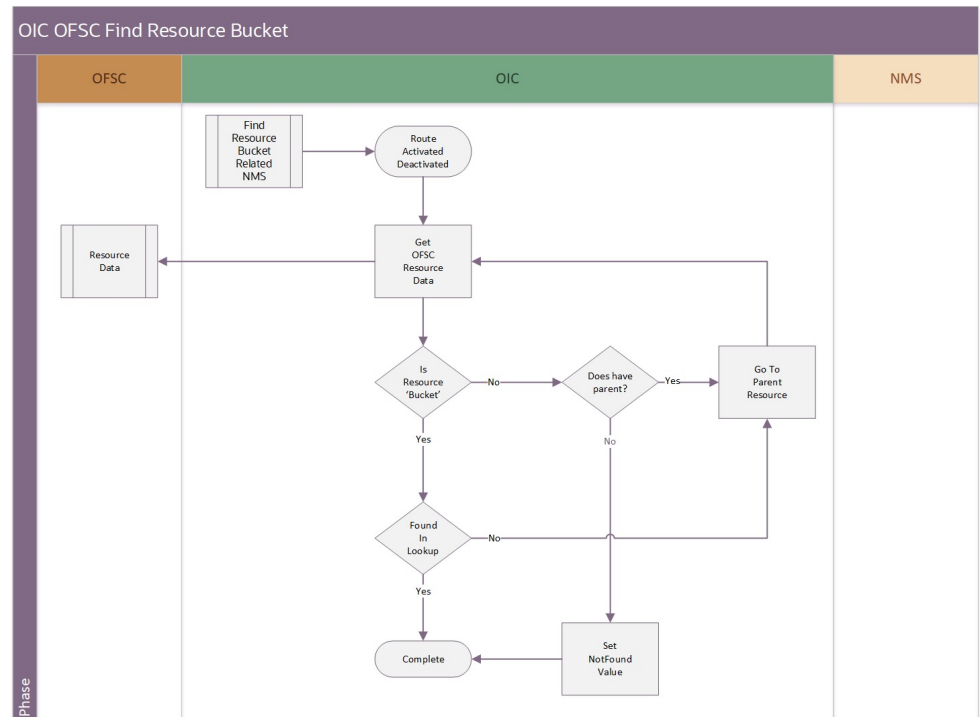 OIC OFSC Find Resource Bucket
OFSC
OIC
NMS
Find
Resource
Bucket
Related
NMS
Route
Activated
Deactivated
Resource
Data
Get
OFSC
Resource
Data
Is
Resource
‘Bucket’
No
Does have
parent?
Yes
Go To
Parent
Resource
Yes
No
Found
In
Lookup
No
Yes
Complete
Set
NotFound
Value
Phase